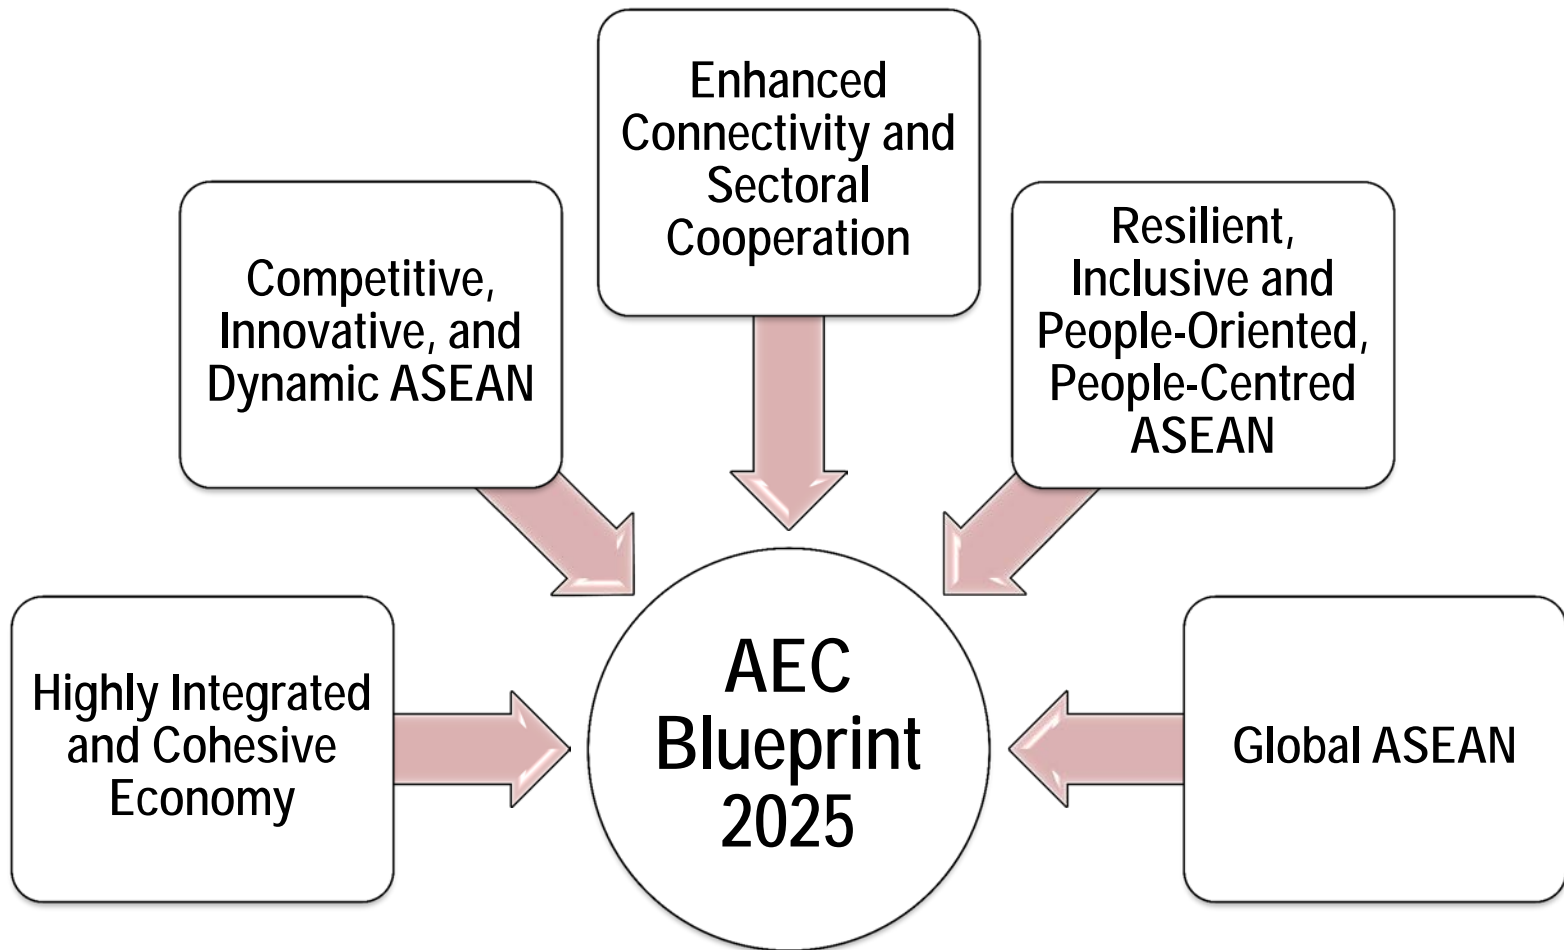 Enhanced
Connectivity and
Sectoral
Cooperation
Competitive,
Innovative, and
Dynamic ASEAN
Resilient,
Inclusive and
People-Oriented,
People-Centred
ASEAN
Highly Integrated
and Cohesive
Economy
AEC
Blueprint
2025
Global ASEAN